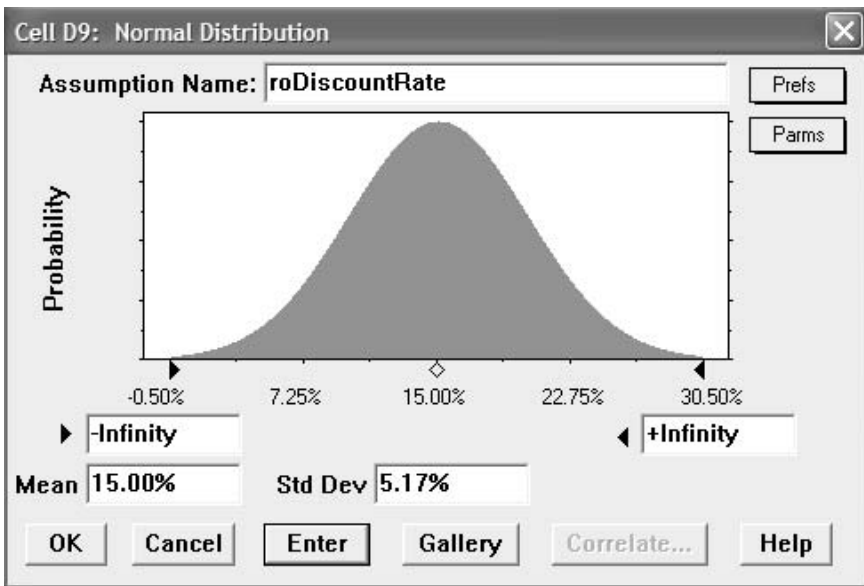 Cell D9: Normal Distribution
Assumption Name: roDiscountRate
Prefs
Parms
Probability
-0.50% 7.25% 15.00% 22.75% 30.50%
-Infinity +Infinity
Mean 15.00% Std Dev 5.17%
OK Cancel Enter Gallery Correlate... Help